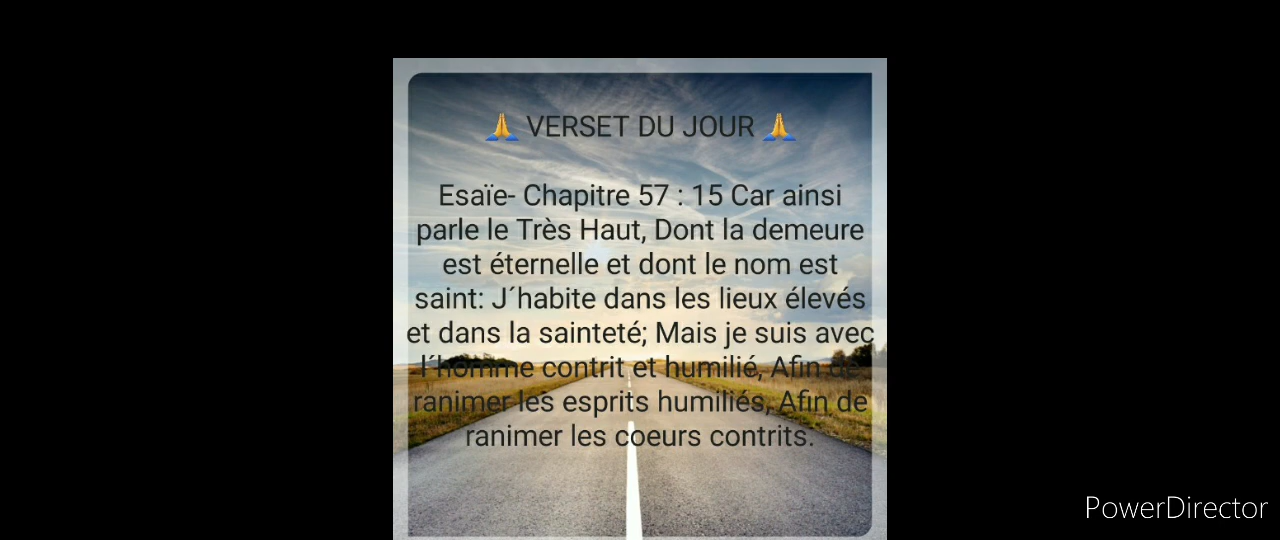 🙏 VERSET DU JOUR 🙏
Esaïe- Chapitre 57 : 15 Car ainsi
parle le Très Haut, Dont la demeure
est éternelle et dont le nom est
saint: J´habite dans les lieux élevés
et dans la sainteté; Mais je suis avec
l´homme contrit et humilié, Afin de
ranimer les esprits humiliés, Afin de
ranimer les coeurs contrits.
PowerDirector